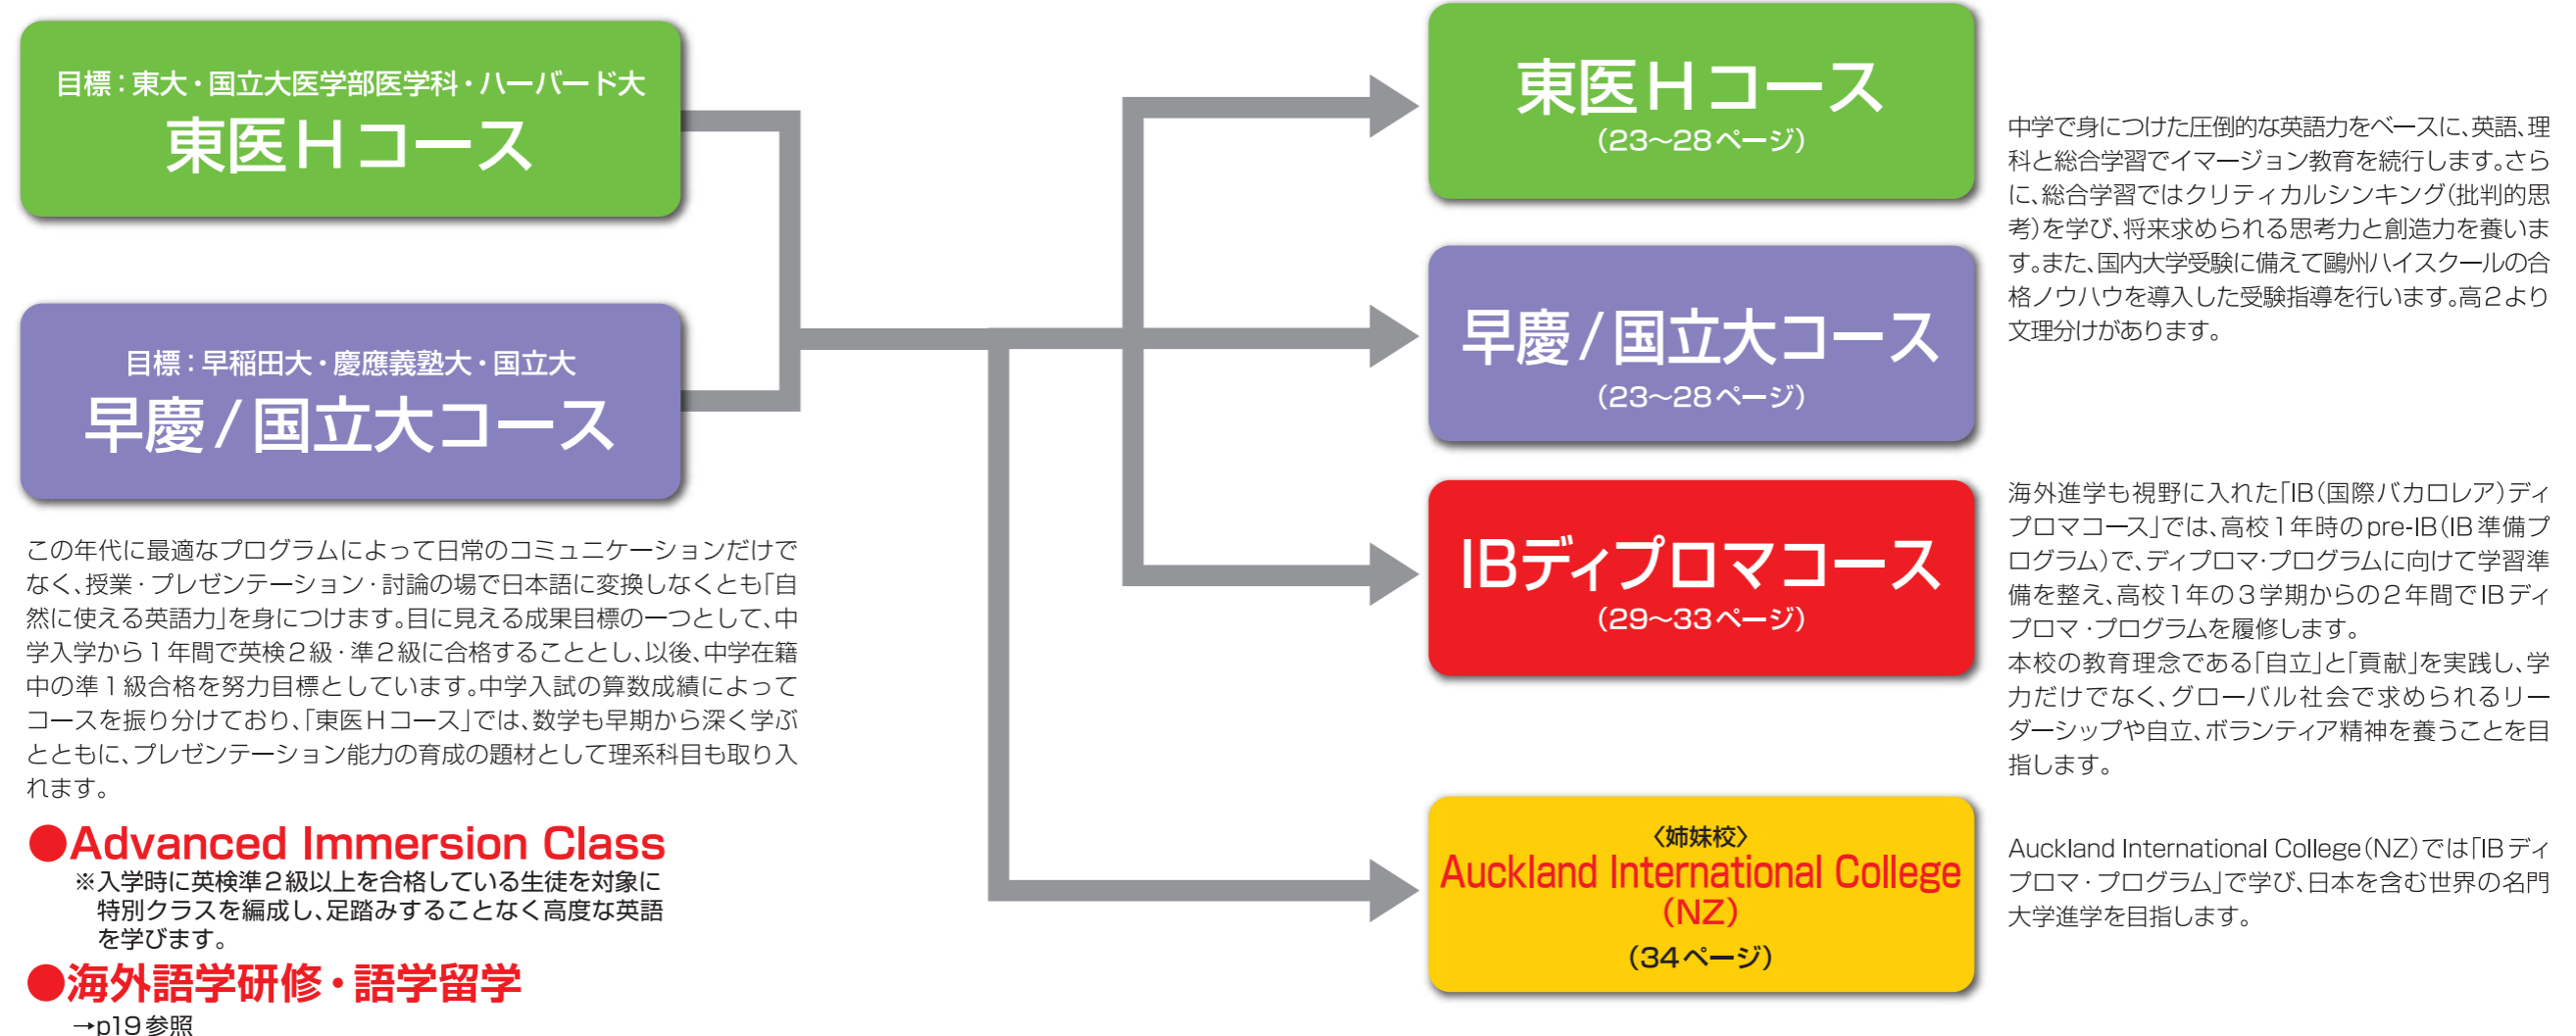 目標：東大・国立大医学部医学科・ハーバード大
東医Hコース
目標：早稲田大・慶應義塾大・国立大
早慶/国立大コース
この年代に最適なプログラムによって日常のコミュニケーションだけで
なく、授業・プレゼンテーション・討論の場で日本語に変換しなくとも「自
然に使える英語力」を身につけます。目に見える成果目標の一つとして、中
学入学から1年間で英検2級・準2級に合格することとし、以後、中学在籍
中の準1級合格を努力目標としています。中学入試の算数成績によって
コースを振り分けており、「東医Hコース」では、数学も早期から深く学ぶ
とともに、プレゼンテーション能力の育成の題材として理系科目も取り入
れます。
●Advanced Immersion Class
※入学時に英検準2級以上を合格している生徒を対象に
特別クラスを編成し、足踏みすることなく高度な英語
を学びます。
●海外語学研修・語学留学
→p19参照
東医Hコース
（23〜28ページ）
早慶/国立大コース
（23〜28ページ）
IBディプロマコース
（29〜33ページ）
〈姉妹校〉
Auckland International College
（NZ）
（34ページ）
中学で身につけた圧倒的な英語力をベースに、英語、理
科と総合学習でイマージョン教育を続行します。さら
に、総合学習ではクリティカルシンキング（批判的思
考）を学び、将来求められる思考力と創造力を養いま
す。また、国内大学受験に備えて鷗州ハイスクールの合
格ノウハウを導入した受験指導を行います。高2より
文理分けがあります。
海外進学も視野に入れた「IB（国際バカロレア）ディ
プロマコース」では、高校1年時のpre-IB（IB準備プ
ログラム）で、ディプロマ・プログラムに向けて学習準
備を整え、高校1年の3学期からの2年間でIBディ
プロマ・プログラムを履修します。
本校の教育理念である「自立」と「貢献」を実践し、学
力だけでなく、グローバル社会で求められるリー
ダーシップや自立、ボランティア精神を養うことを目
指します。
Auckland International College（NZ）では「IBディ
プロマ・プログラム」で学び、日本を含む世界の名門
大学進学を目指します。